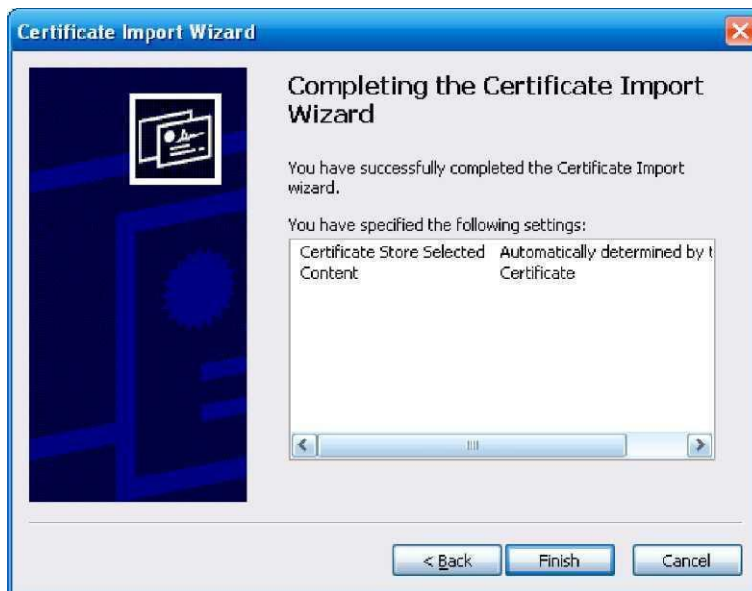 Certificate Import Wizard
Completing the Certificate Import
Wizard
You have successfully completed the Certificate Import
wizard.
You have specified the following settings:
Certificate Store Selected Automatically determined by t
Content Certificate
< Back Finish Cancel